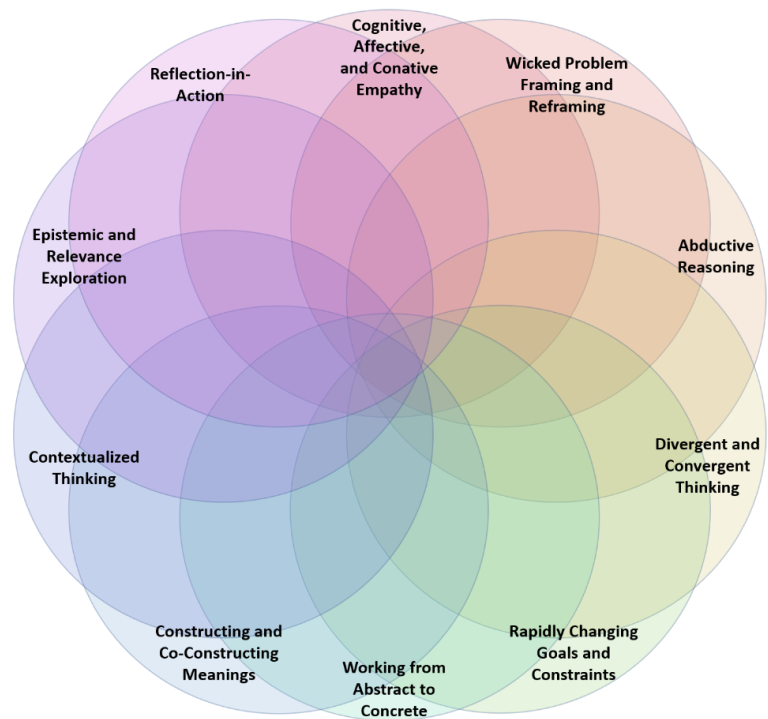 Cognitive,
Affective,
and Conative
Empathy
Wicked Problem
Framing and
Reframing
Abductive
Reasoning
Divergent and
Convergent
Thinking
Rapidly Changing
Goals and
Constraints
Working from
Abstract to
Concrete
Constructing and
Co-Constructing
Meanings
Contextualized
Thinking
Epistemic and
Relevance
Exploration
Reflection-in-
Action